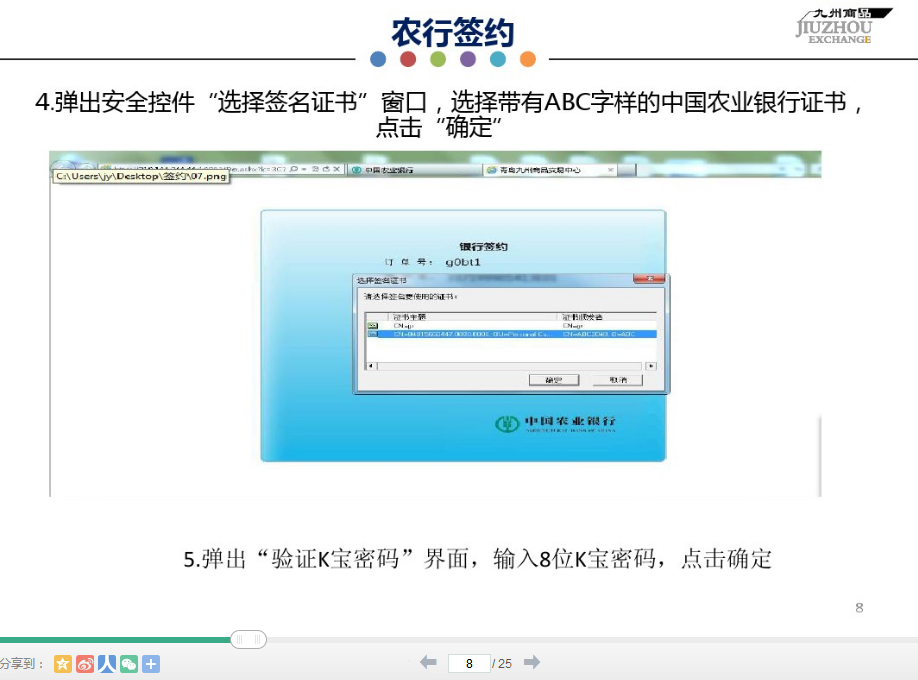 农行签约
九州商品
JIUZHOU
EXCHANGE
4.弹出安全控件“选择签名证书”窗口，选择带有ABC字样的中国农业银行证书，
点击“确定”
中国农业银行
青岛九州商品交易中心
C:\Users\jy\Desktop\签约\07.png
银行签约
订 单 号： g0bt1
选择签名证书
请选择签名要使用的证书：
证书主题
证书颁发者
确定
取消
中国农业银行
5.弹出“验证K宝密码”界面，输入8位K宝密码，点击确定
8
分享到：
8
/ 25